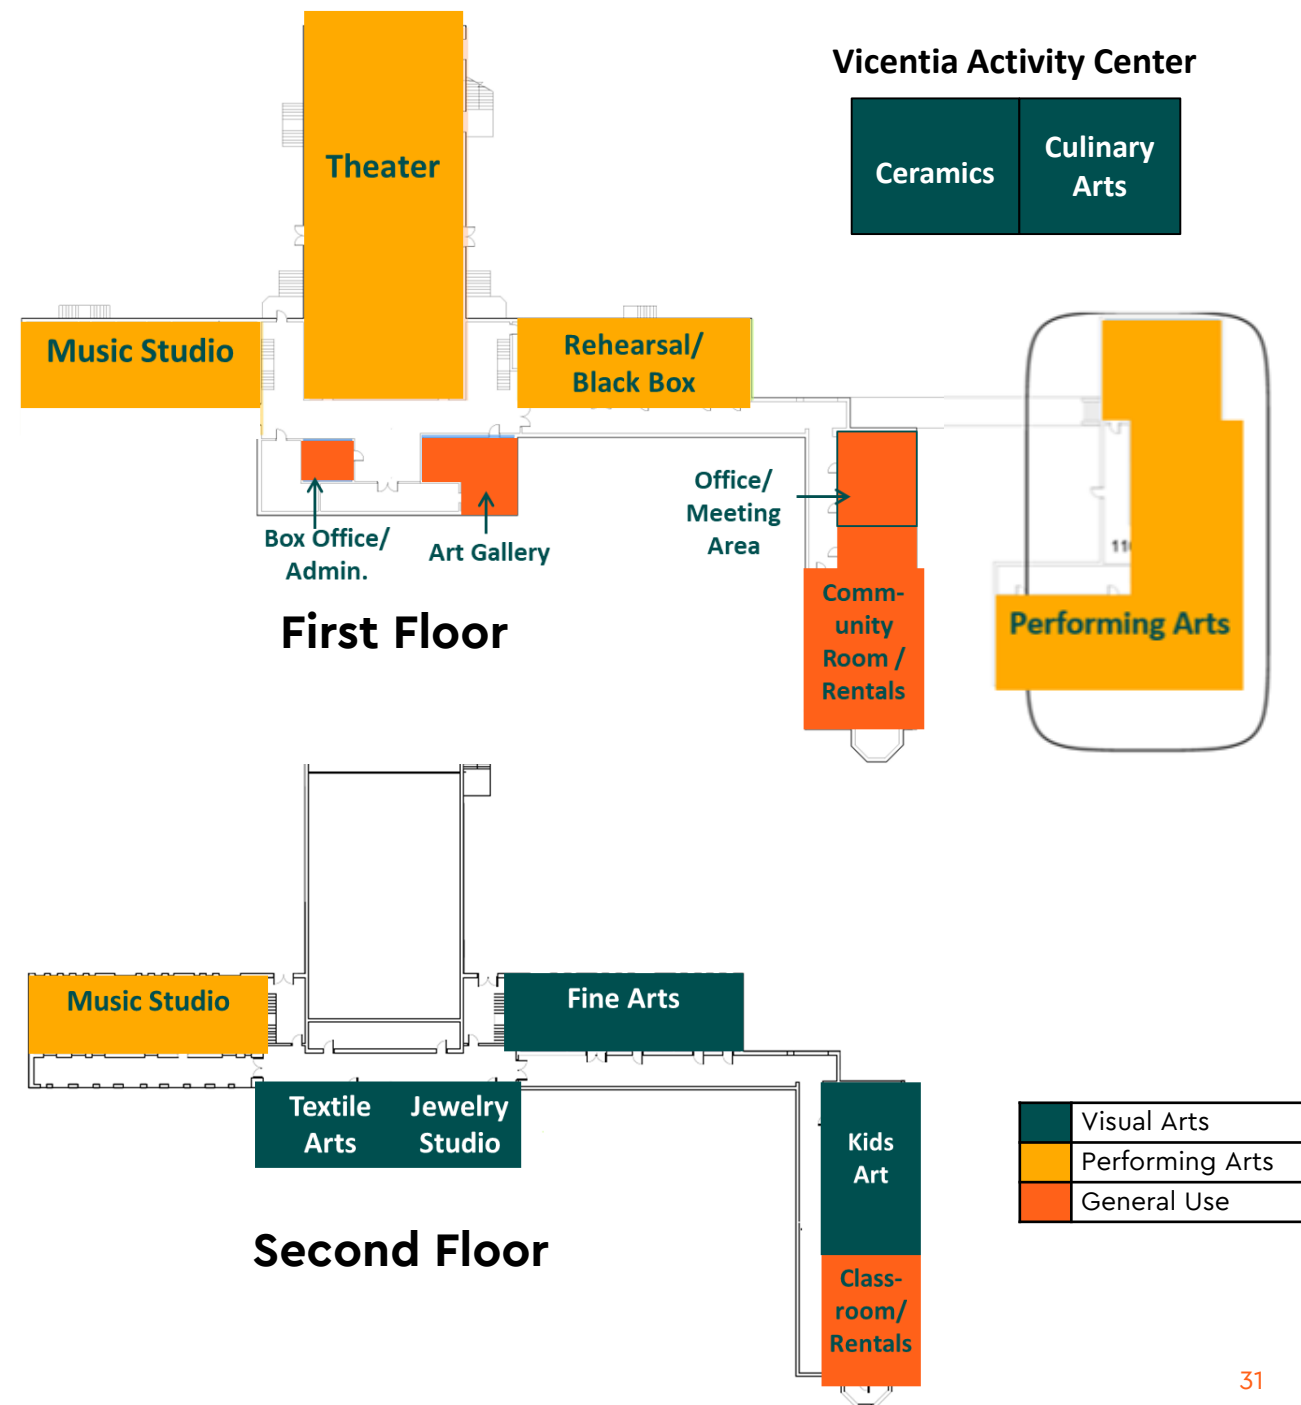 Vicentia Activity Center
Theater
Ceramics
Culinary
Arts
Music Studio
Rehearsal/
Black Box
Office/
Meeting
Area
Box Office/
Admin.
Art Gallery
Comm-
unity
Room /
Rentals
Performing Arts
First Floor
Music Studio
Fine Arts
Textile
Arts
Jewelry
Studio
Kids
Art
Class-
room/
Rentals
Second Floor
Visual Arts
Performing Arts
General Use
31